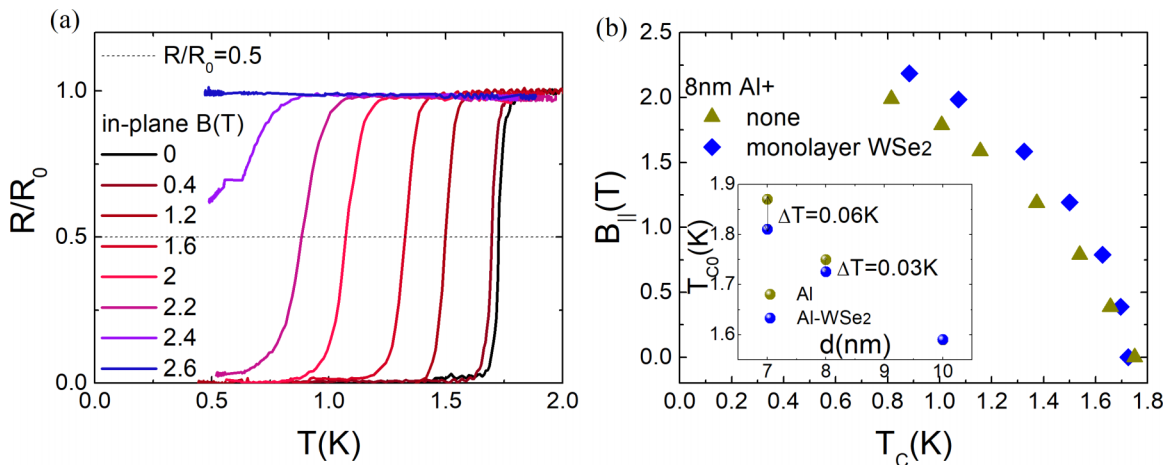 (a)
1.0
0.5
0.0
R/R0
R/R0=0.5
in-plane B(T)
0
0.4
1.2
1.6
2
2.2
2.4
2.6
0.0 0.5 1.0 1.5 2.0
T(K)
(b)
2.5
2.0
1.5
1.0
0.5
0.0
B||(T)
8nm Al+
none
monolayer WSe2
1.9
1.8
1.7
1.6
TC0(K)
ΔT=0.06K
ΔT=0.03K
Al
Al-WSe2
d(nm)
7 8 9 10
0.0 0.2 0.4 0.6 0.8 1.0 1.2 1.4 1.6 1.8
TC(K)